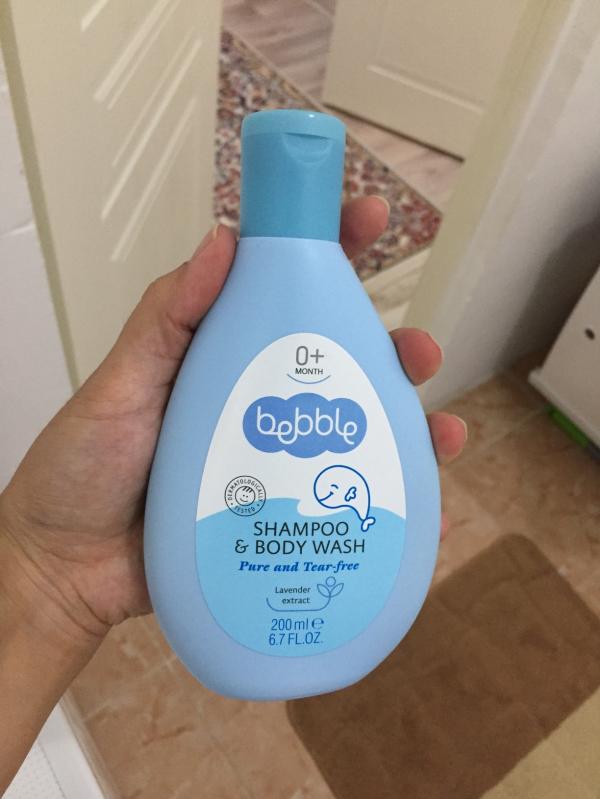 0+
MONTH
bebble
DERMATOLOGICALLY
TESTED
SHAMPOO
& BODY WASH
Pure and Tear-free
Lavender
extract
200 ml ℮
6.7 FL.OZ.